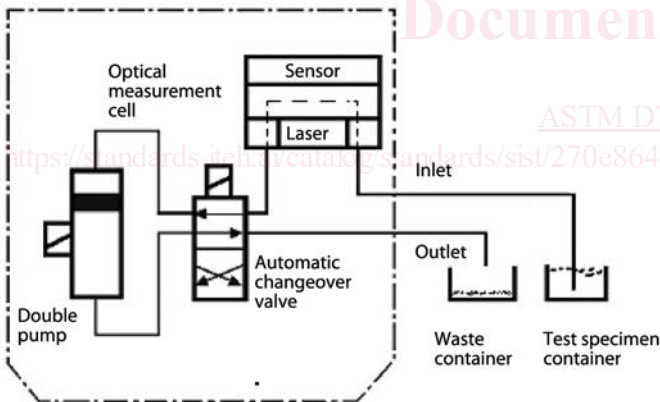 Documen
ASTM D
https://standards.iteh.ai/catalog/standards/sist/270e864
Optical
measurement
cell
Sensor
Laser
Inlet
Outlet
Automatic
changeover
valve
Double
pump
Waste
container
Test specimen
container